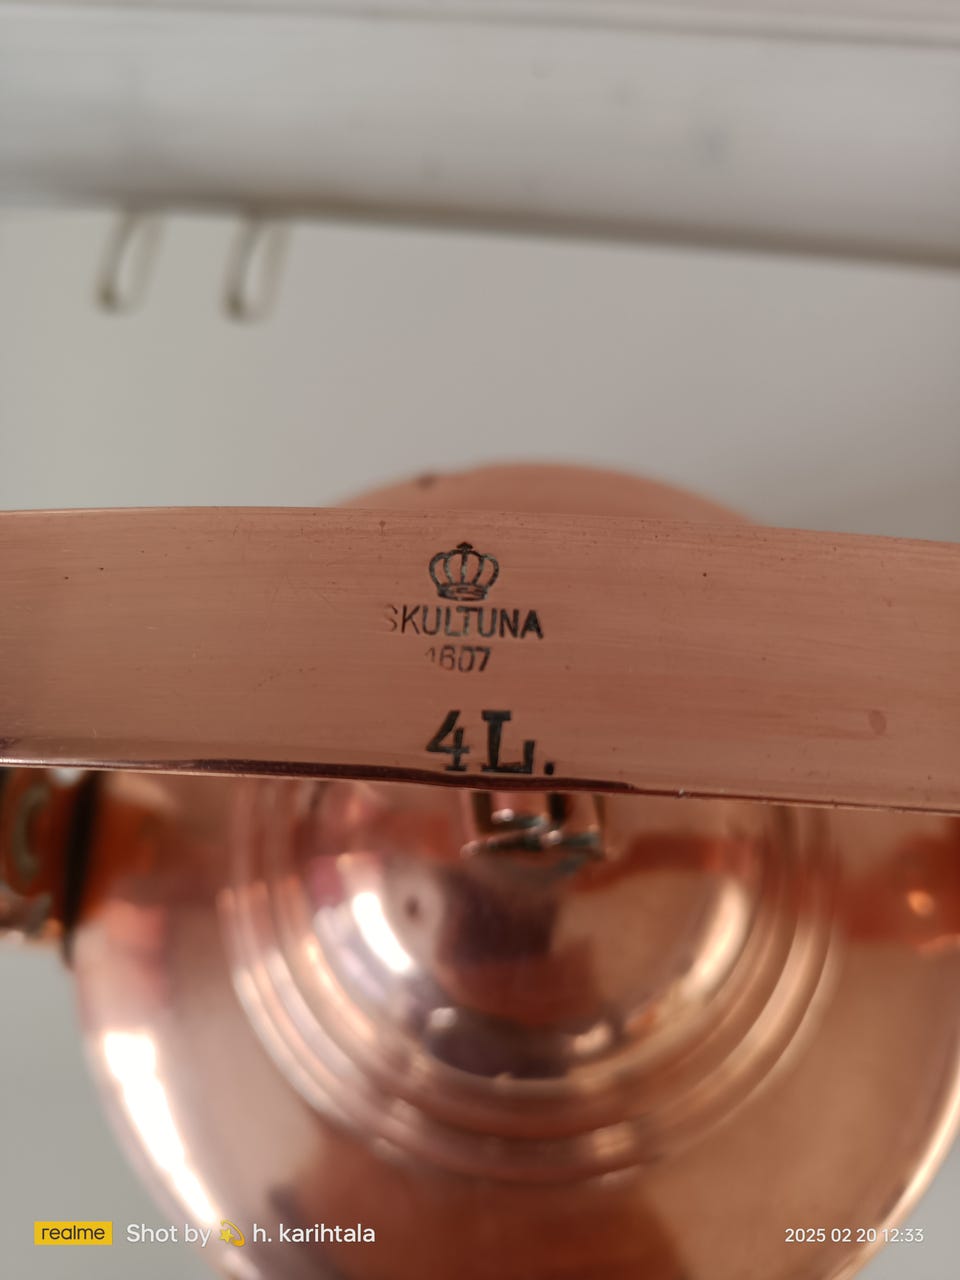 SKULTUNA
1607
4L.
realme Shot by h. karihtala
2025 02 20 12:33